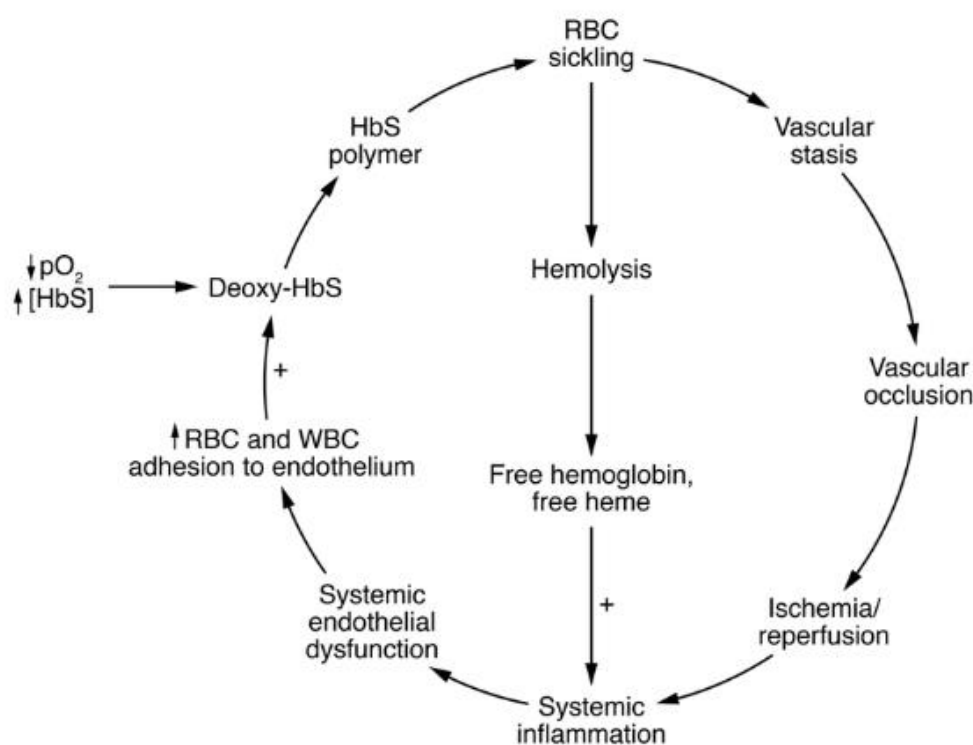 RBC
sickling
HbS
polymer
Vascular
stasis
↓pO₂
↑[HbS]
Deoxy-HbS
Hemolysis
+
Vascular
occlusion
↑RBC and WBC
adhesion to endothelium
Free hemoglobin,
free heme
Systemic
endothelial
dysfunction
+
Ischemia/
reperfusion
Systemic
inflammation